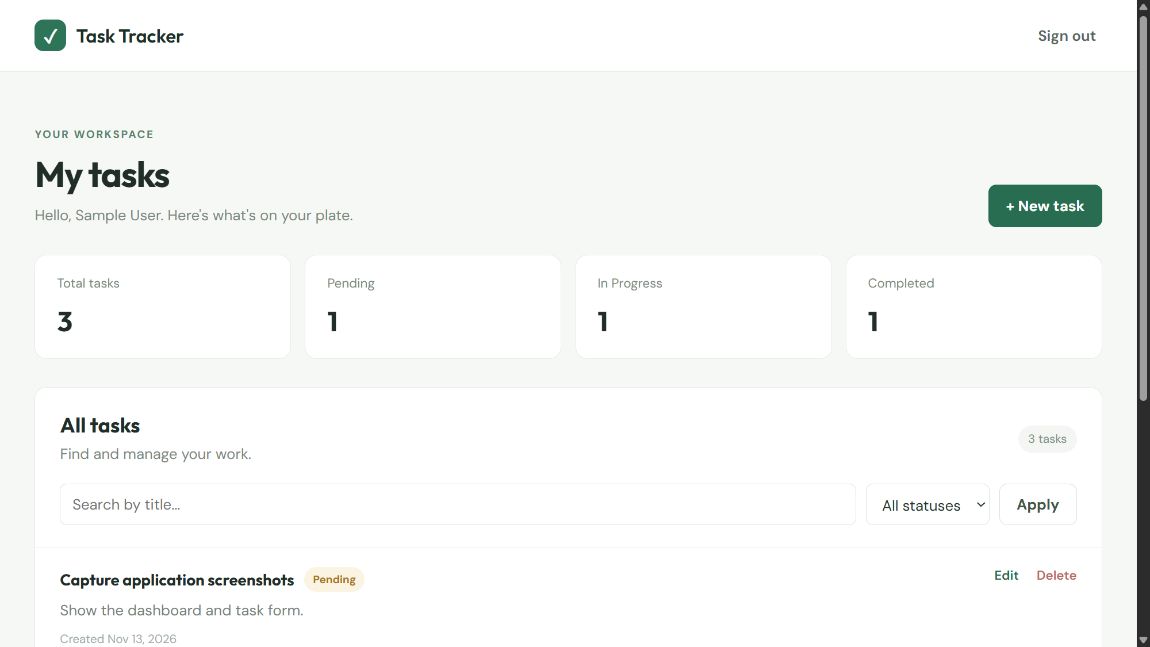 Task Tracker
Sign out
YOUR WORKSPACE
My tasks
Hello, Sample User. Here's what's on your plate.
+ New task
Total tasks
3
Pending
1
In Progress
1
Completed
1
All tasks
Find and manage your work.
3 tasks
Search by title...
All statuses
Apply
Capture application screenshots
Pending
Edit
Delete
Show the dashboard and task form.
Created Nov 13, 2026